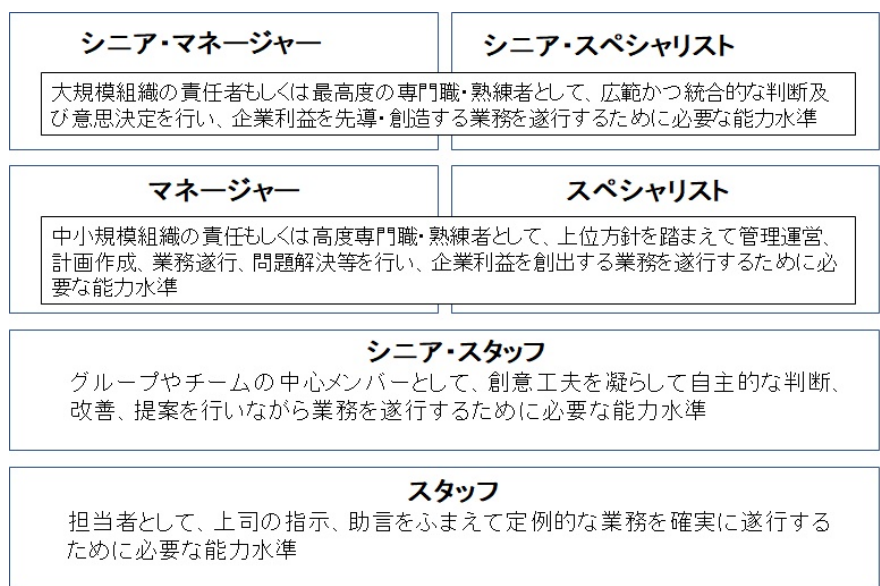 シニア・マネージャー
シニア・スペシャリスト
大規模組織の責任者もしくは最高度の専門職・熟練者として、広範かつ統合的な判断及
び意思決定を行い、企業利益を先導・創造する業務を遂行するために必要な能力水準
マネージャー
スペシャリスト
中小規模組織の責任もしくは高度専門職・熟練者として、上位方針を踏まえて管理運営、
計画作成、業務遂行、問題解決等を行い、企業利益を創出する業務を遂行するために必
要な能力水準
シニア・スタッフ
グループやチームの中心メンバーとして、創意工夫を凝らして自主的な判断、
改善、提案を行いながら業務を遂行するために必要な能力水準
スタッフ
担当者として、上司の指示、助言をふまえて定例的な業務を確実に遂行する
ために必要な能力水準